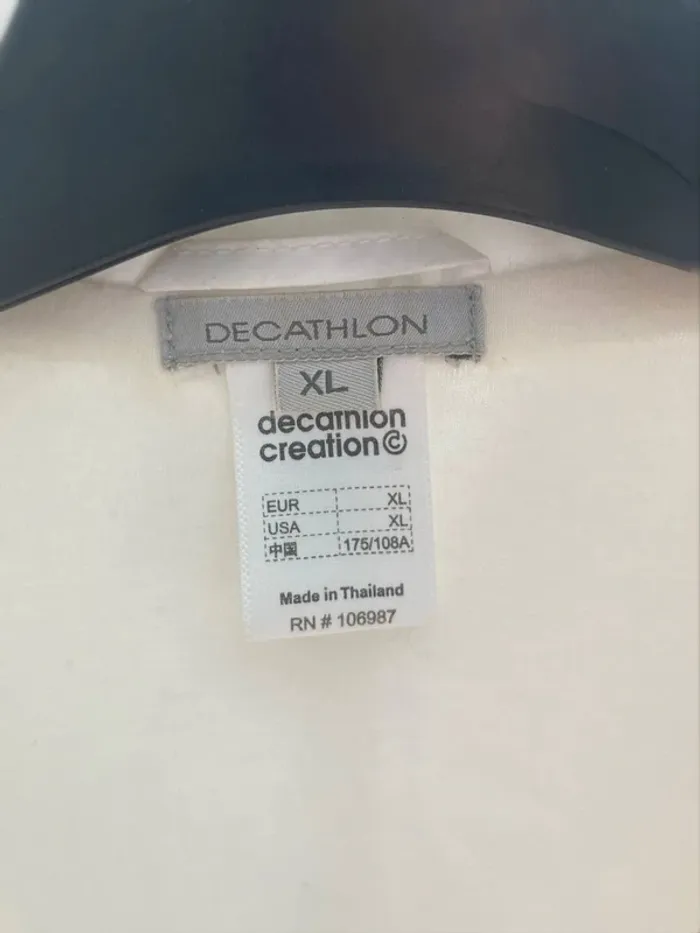 DECATHLON
XL
decathlon
creation©
EUR XL
USA XL
中国 175/108A
Made in Thailand
RN # 106987